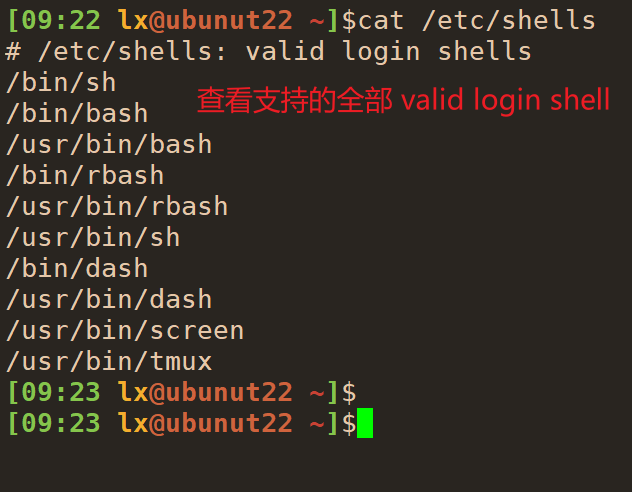 [09:22 lx@ubunut22 ~]$cat /etc/shells
# /etc/shells: valid login shells
/bin/sh
查看支持的全部 valid login shell
/bin/bash
/usr/bin/bash
/bin/rbash
/usr/bin/rbash
/usr/bin/sh
/bin/dash
/usr/bin/dash
/usr/bin/screen
/usr/bin/tmux
[09:23 lx@ubunut22 ~]$
[09:23 lx@ubunut22 ~]$